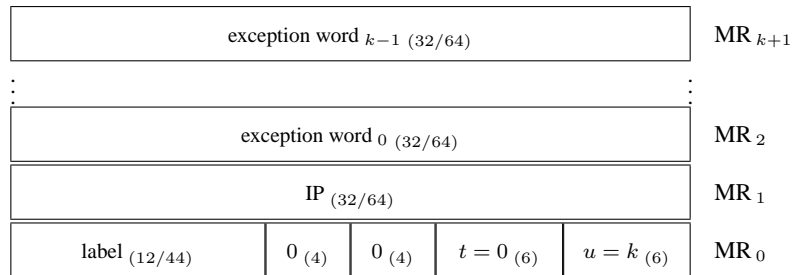 exception word k−1 (32/64) MR k+1
⋮ ⋮
exception word 0 (32/64) MR 2
IP (32/64) MR 1
label (12/44) 0 (4) 0 (4) t = 0 (6) u = k (6) MR 0